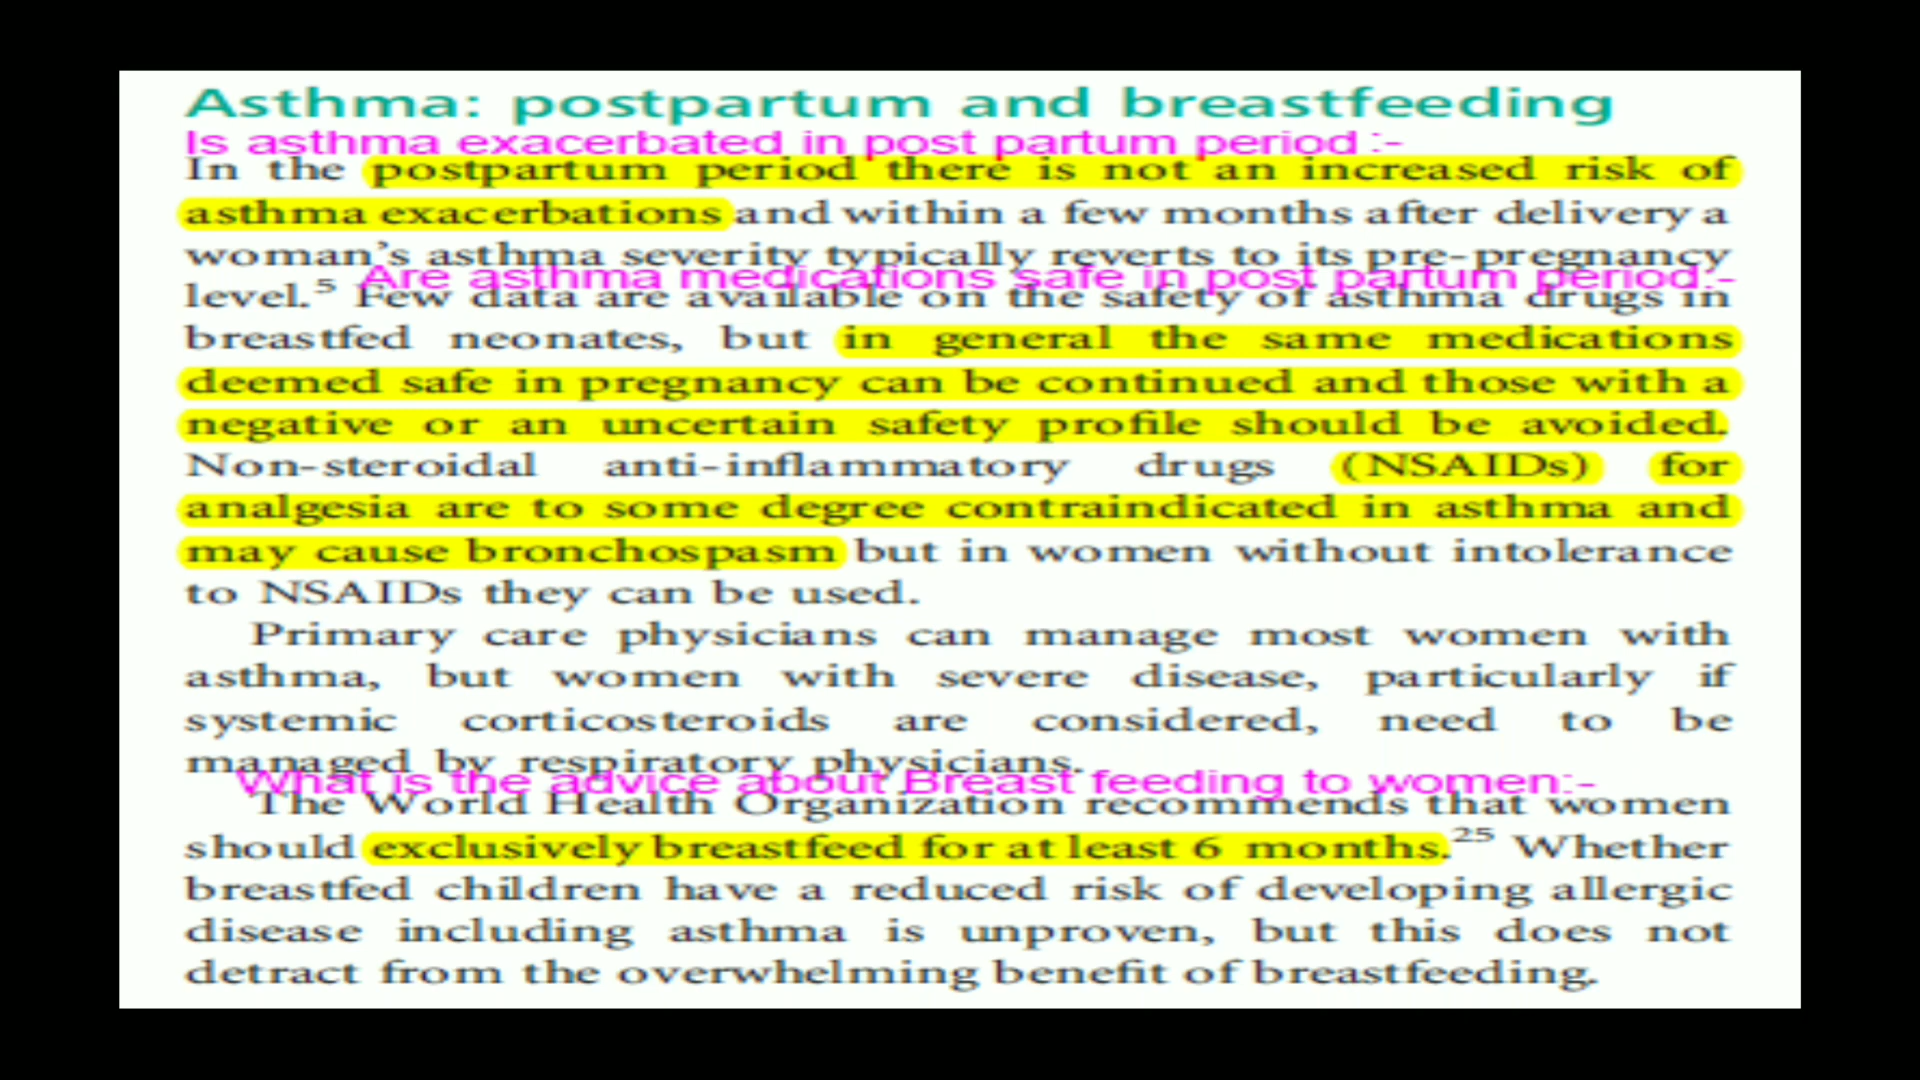 Asthma: postpartum and breastfeeding
Is asthma exacerbated in post partum period :-
In the postpartum period there is not an increased risk of
asthma exacerbations and within a few months after delivery a
woman’s asthma severity typically reverts to its pre-pregnancy
Are asthma medications safe in post partum period:-
level.5 Few data are available on the safety of asthma drugs in
breastfed neonates, but in general the same medications
deemed safe in pregnancy can be continued and those with a
negative or an uncertain safety profile should be avoided.
Non-steroidal anti-inflammatory drugs (NSAIDs) for
analgesia are to some degree contraindicated in asthma and
may cause bronchospasm but in women without intolerance
to NSAIDs they can be used.
Primary care physicians can manage most women with
asthma, but women with severe disease, particularly if
systemic corticosteroids are considered, need to be
managed by respiratory physicians.
What is the advice about Breast feeding to women:-
The World Health Organization recommends that women
should exclusively breastfeed for at least 6 months.25 Whether
breastfed children have a reduced risk of developing allergic
disease including asthma is unproven, but this does not
detract from the overwhelming benefit of breastfeeding.